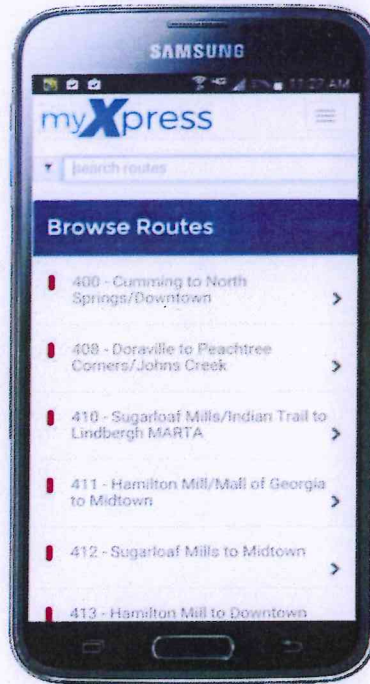 SAMSUNG
4G 37% 11:27 AM
myXpress
search routes
Browse Routes
400 - Cumming to North
Springs/Downtown
408 - Doraville to Peachtree
Corners/Johns Creek
410 - Sugarloaf Mills/Indian Trail to
Lindbergh MARTA
411 - Hamilton Mill/Mall of Georgia
to Midtown
412 - Sugarloaf Mills to Midtown
413 - Hamilton Mill to Downtown